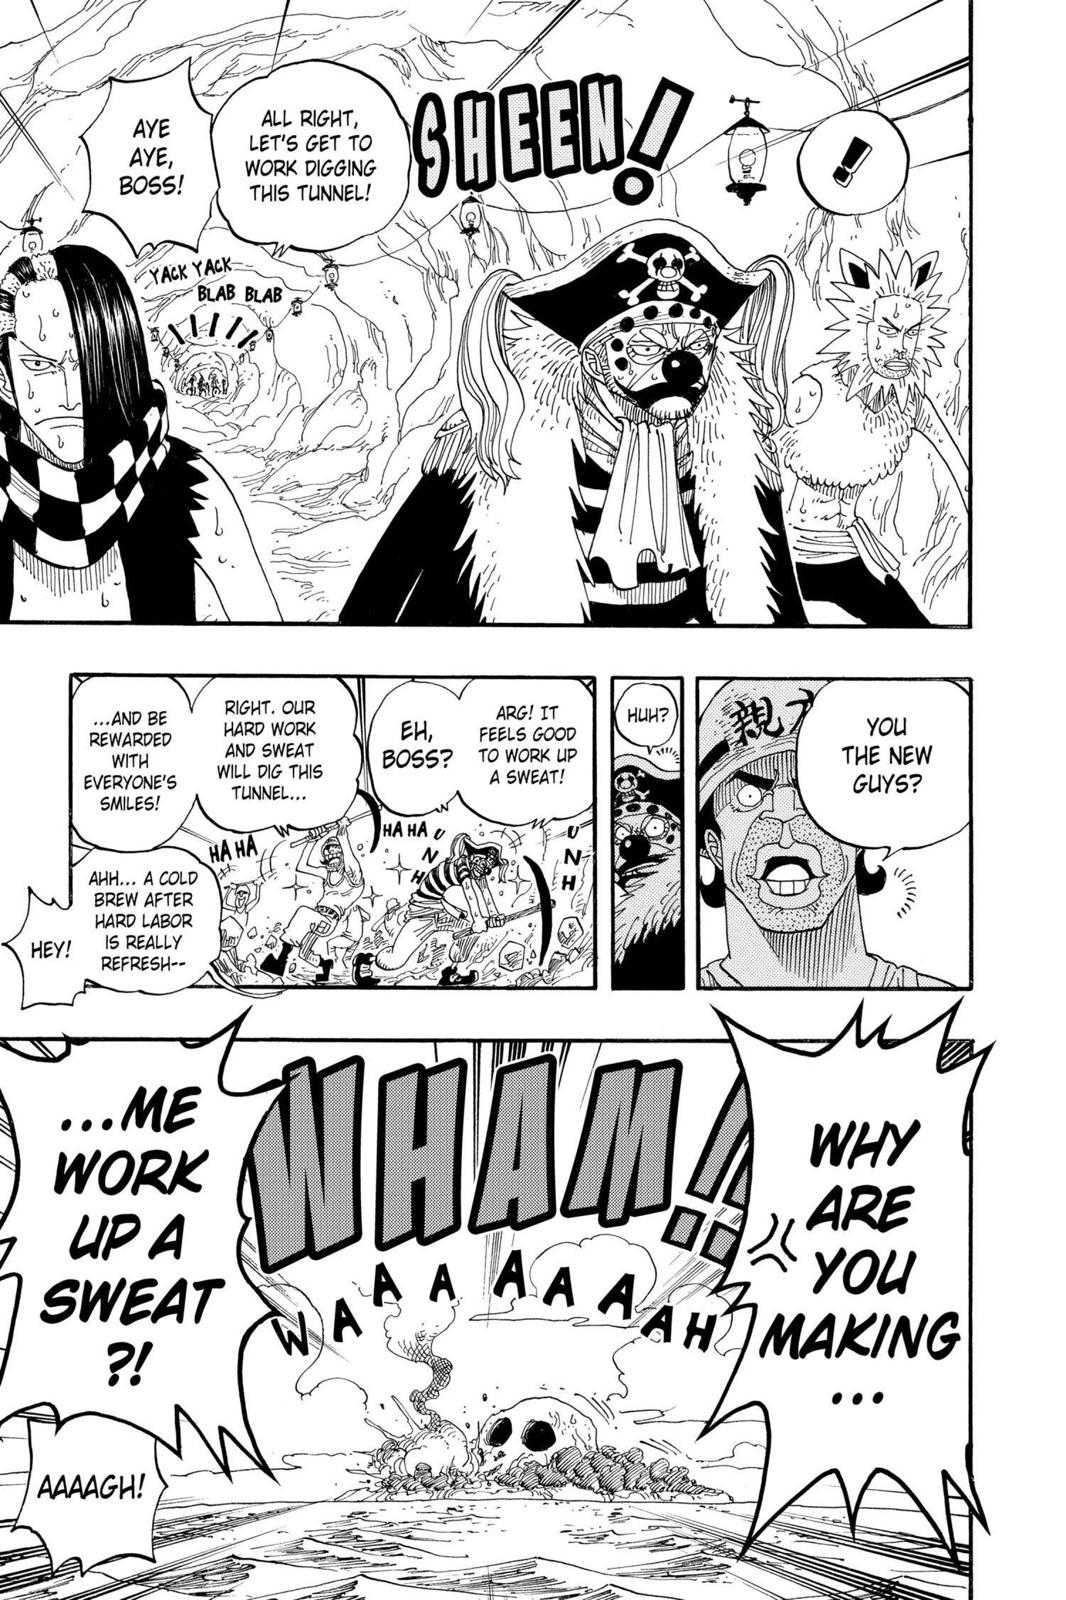 !
SHEEN!
ALL RIGHT,
LET'S GET TO
WORK DIGGING
THIS TUNNEL!
AYE
AYE,
BOSS!
YACK YACK
BLAB BLAB
YOU
THE NEW
GUYS?
HUH?
ARG! IT
FEELS GOOD
TO WORK UP
A SWEAT!
EH,
BOSS?
UNH
UNH
HA HA
RIGHT. OUR
HARD WORK
AND SWEAT
WILL DIG THIS
TUNNEL...
...AND BE
REWARDED
WITH
EVERYONE'S
SMILES!
HA HA
AHH... A COLD
BREW AFTER
HARD LABOR
IS REALLY
REFRESH--
HEY!
WHY
ARE
YOU
MAKING
...
WHAM!!
WAAAAAAAH
...ME
WORK
UP A
SWEAT
?!
AAAAGH!